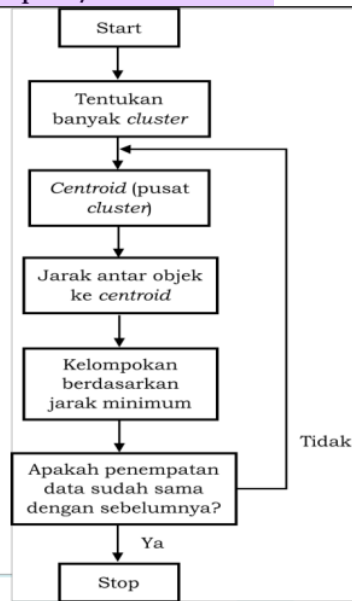 Start
Tentukan
banyak cluster
Centroid (pusat
cluster)
Jarak antar objek
ke centroid
Kelompokan
berdasarkan
jarak minimum
Tidak
Apakah penempatan
data sudah sama
dengan sebelumnya?
Ya
Stop